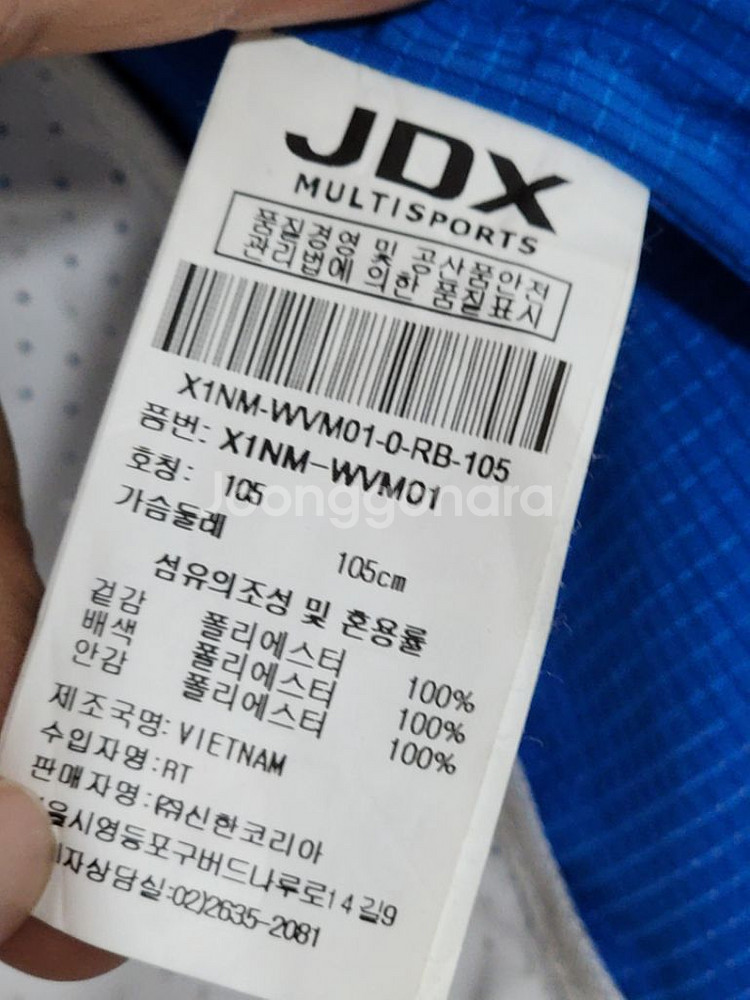 JDX
MULTISPORTS
품질경영 및 공산품안전
관리법에 의한 품질표시
X1NM-WVM01-0-RB-105
품번: X1NM-WVM01
호칭: 105
Joonggonara
가슴둘레 105cm
섬유의조성 및 혼용률
겉감 폴리에스터 100%
배색 폴리에스터 100%
안감 폴리에스터 100%
제조국명: VIETNAM
수입자명:RT
판매자명:㈜신한코리아
울시영등포구버드나루로14길9
자상담실:02)2635-2081